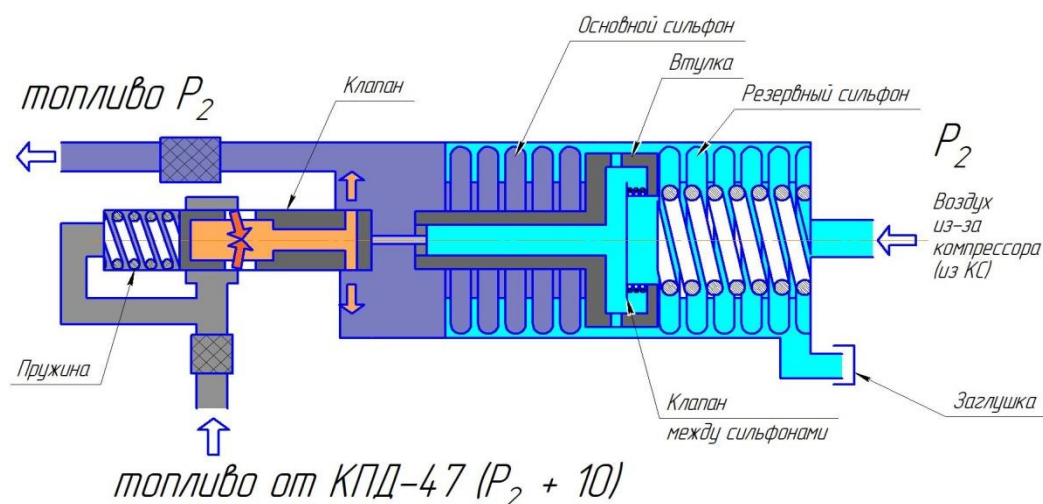 Основной сильфон
Втулка
Клапан
Резервный сильфон
топливо P₂
P₂
Воздух
из-за
компрессора
(из КС)
Пружина
Клапан
между сильфонами
Заглушка
топливо от КПД-47 (P₂ + 10)